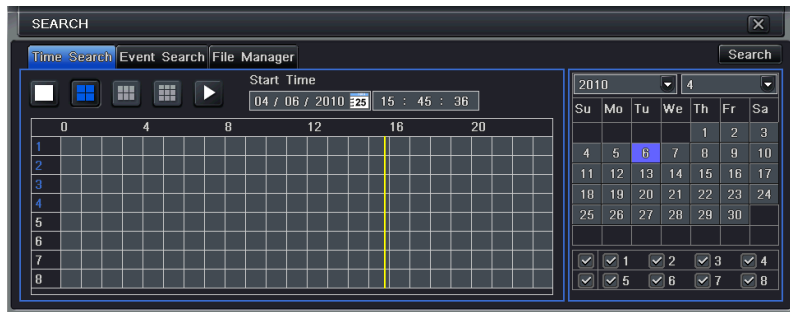 SEARCH
Time Search Event Search File Manager Search
Start Time
04 / 06 / 2010 25 15 : 45 : 36
0 4 8 12 16 20
1
2
3
4
5
6
7
8
2010 4
Su Mo Tu We Th Fr Sa
1 2 3
4 5 6 7 8 9 10
11 12 13 14 15 16 17
18 19 20 21 22 23 24
25 26 27 28 29 30
1 2 3 4
5 6 7 8